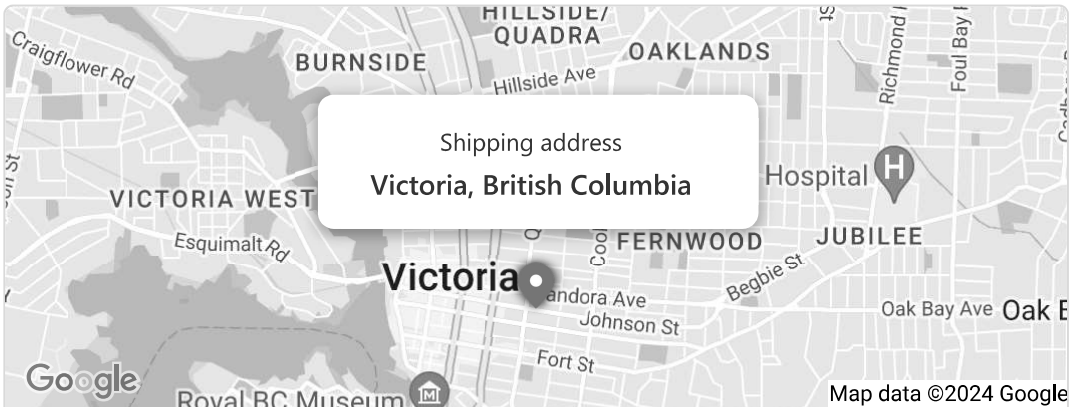 HILLSIDE/
QUADRA
Craigflower Rd
BURNSIDE
OAKLANDS
St
Richmond
Foul Bay
Hillside Ave
Shipping address
Victoria, British Columbia
Hospital
H
VICTORIA WEST
Esquimalt Rd
FERNWOOD
JUBILEE
Victoria
andora Ave
Begbie St
Johnson St
Oak Bay Ave
Oak
Fort St
Google
Royal BC Museum
Map data ©2024 Google